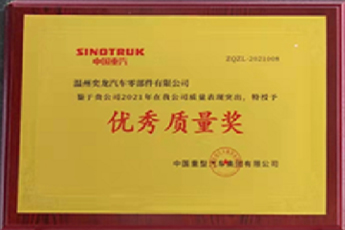 SINOTRUK
中国重汽
ZQZL-2021008
温州奕龙汽车零部件有限公司
鉴于贵公司2021年在我公司质量表现突出，特授予
优秀质量奖
中国重型汽车集团有限公司